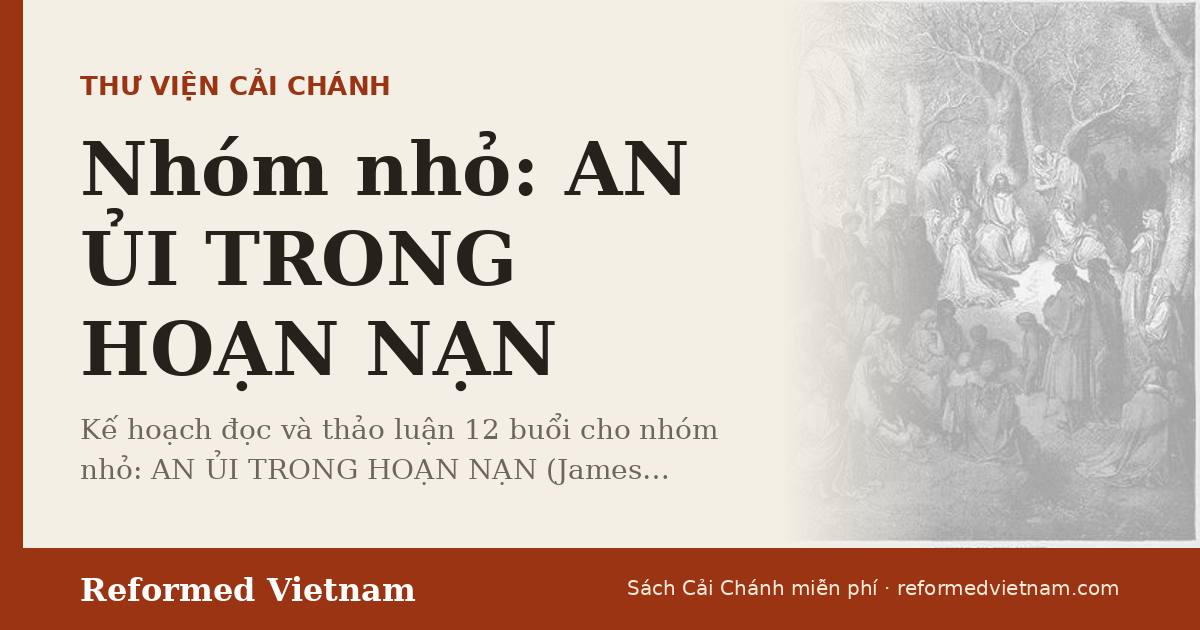 THƯ VIỆN CẢI CHÁNH
Nhóm nhỏ: AN
ỦI TRONG
HOẠN NẠN
Kế hoạch đọc và thảo luận 12 buổi cho nhóm
nhỏ: AN ỦI TRONG HOẠN NẠN (James...
Reformed Vietnam
Sách Cải Chánh miễn phí · reformedvietnam.com